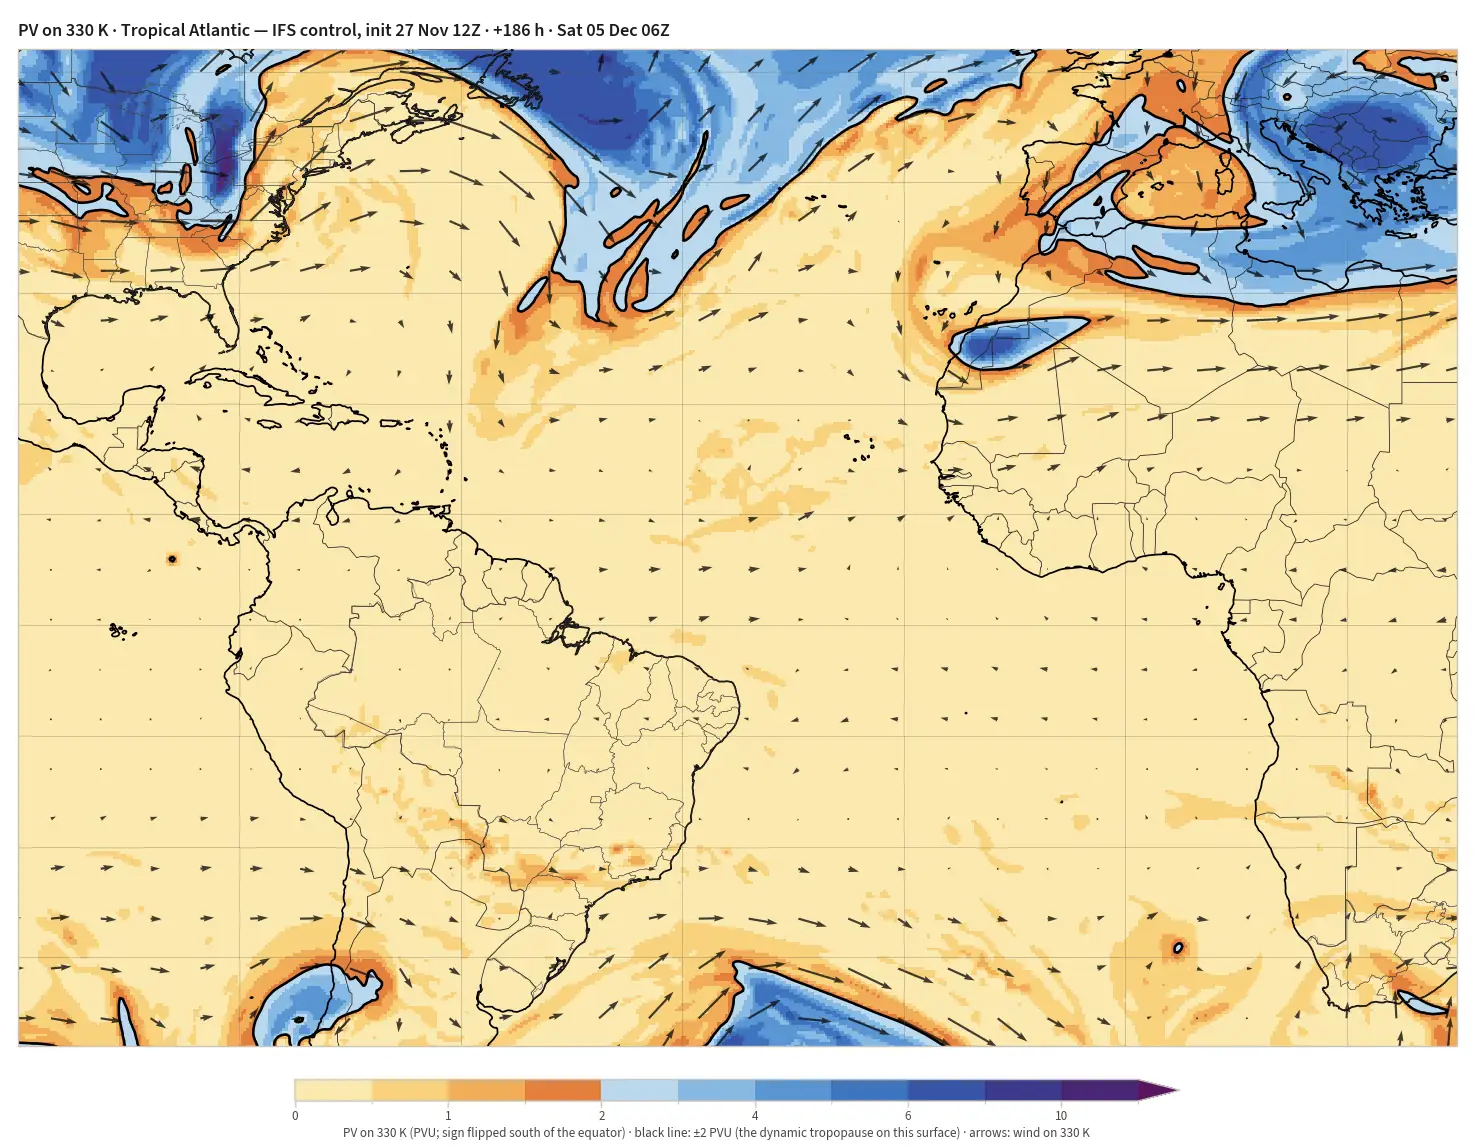 PV on 330 K · Tropical Atlantic — IFS control, init 27 Nov 12Z · +186 h · Sat 05 Dec 06Z
0 1 2 4 6 8 10
PV on 330 K (PVU; sign flipped south of the equator) · black line: ±2 PVU (the dynamic tropopause on this surface) · arrows: wind on 330 K